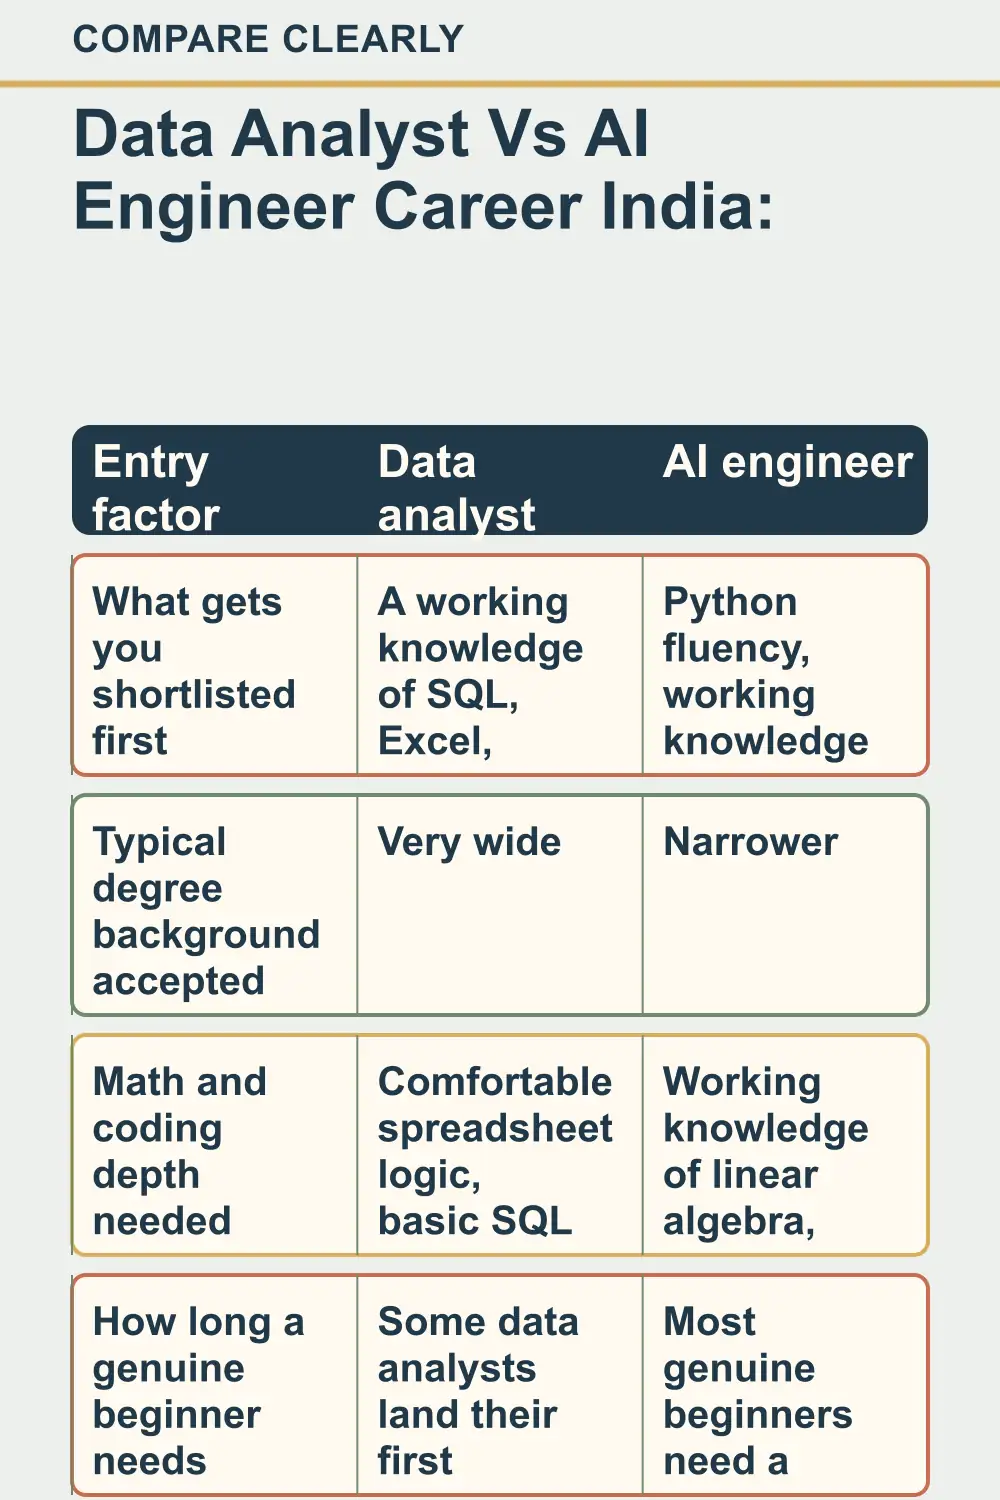 COMPARE CLEARLY
Data Analyst Vs AI
Engineer Career India:
Entry
factor
Data
analyst
AI engineer
What gets
you
shortlisted
first
A working
knowledge
of SQL,
Excel,
Python
fluency,
working
knowledge
Typical
degree
background
accepted
Very wide
Narrower
Math and
coding
depth
needed
Comfortable
spreadsheet
logic,
basic SQL
Working
knowledge
of linear
algebra,
How long a
genuine
beginner
needs
Some data
analysts
land their
first
Most
genuine
beginners
need a